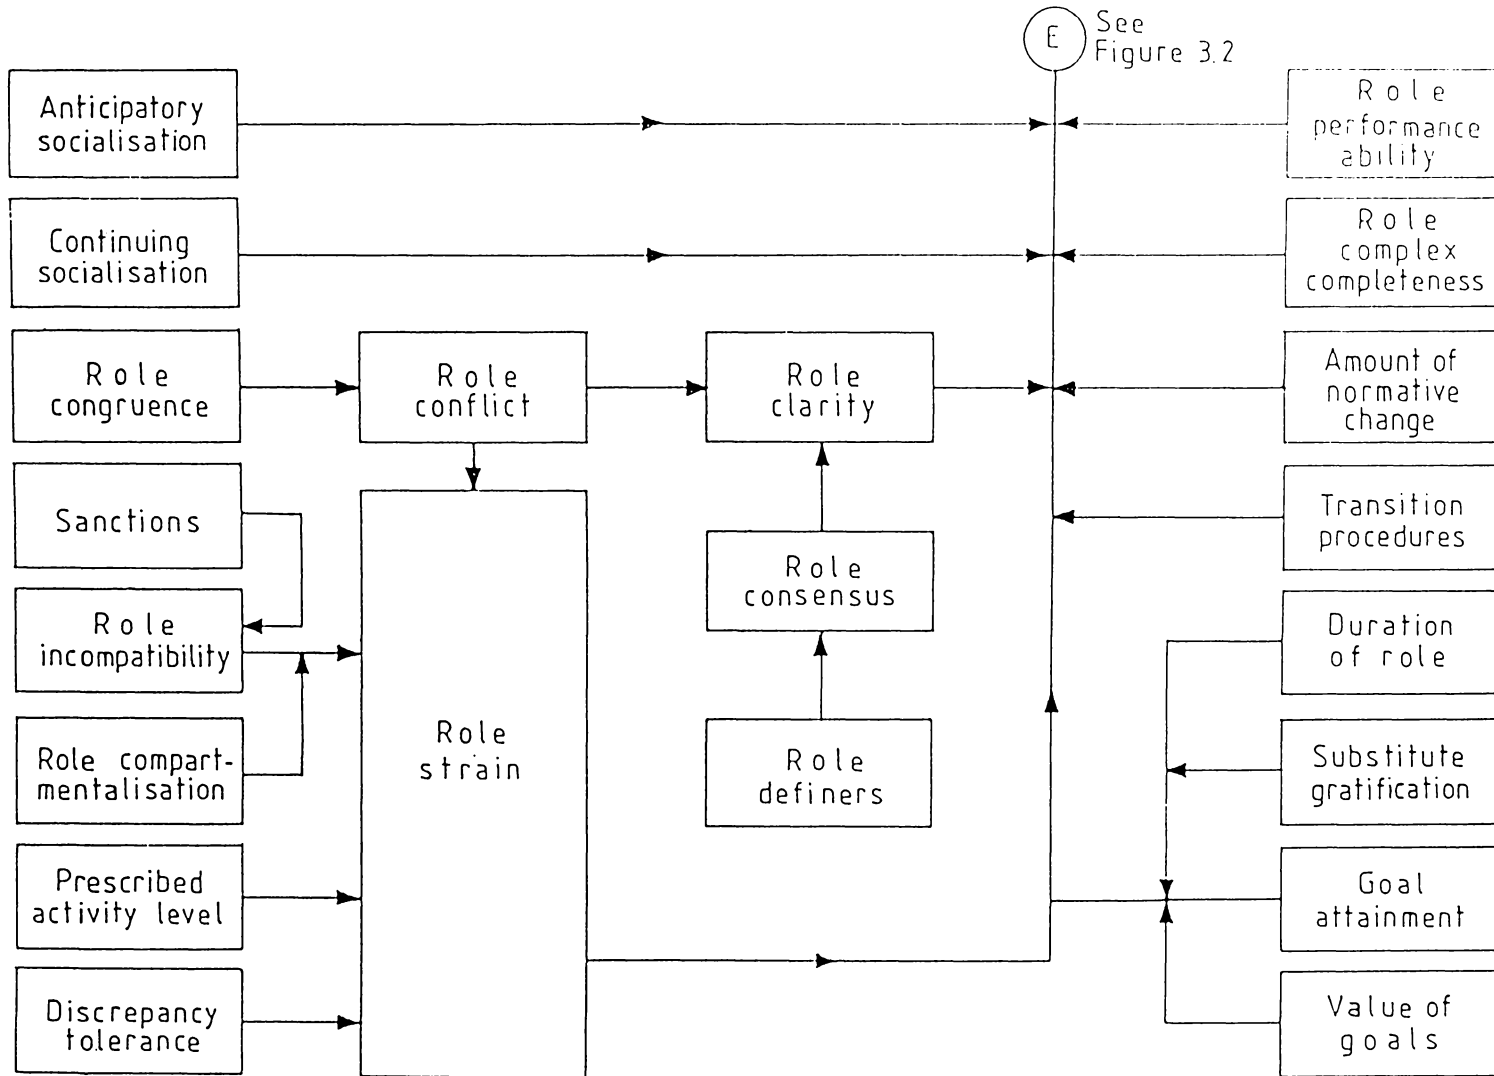 E
See
Figure 3.2
Anticipatory
socialisation
Role
performance
ability
Continuing
socialisation
Role
complex
completeness
Role
congruence
Role
conflict
Role
clarity
Amount of
normative
change
Sanctions
Transition
procedures
Role
consensus
Role
incompatibility
Duration
of role
Role compart-
mentalisation
Role
strain
Role
definers
Substitute
gratification
Prescribed
activity level
Goal
attainment
Discrepancy
tolerance
Value of
goals